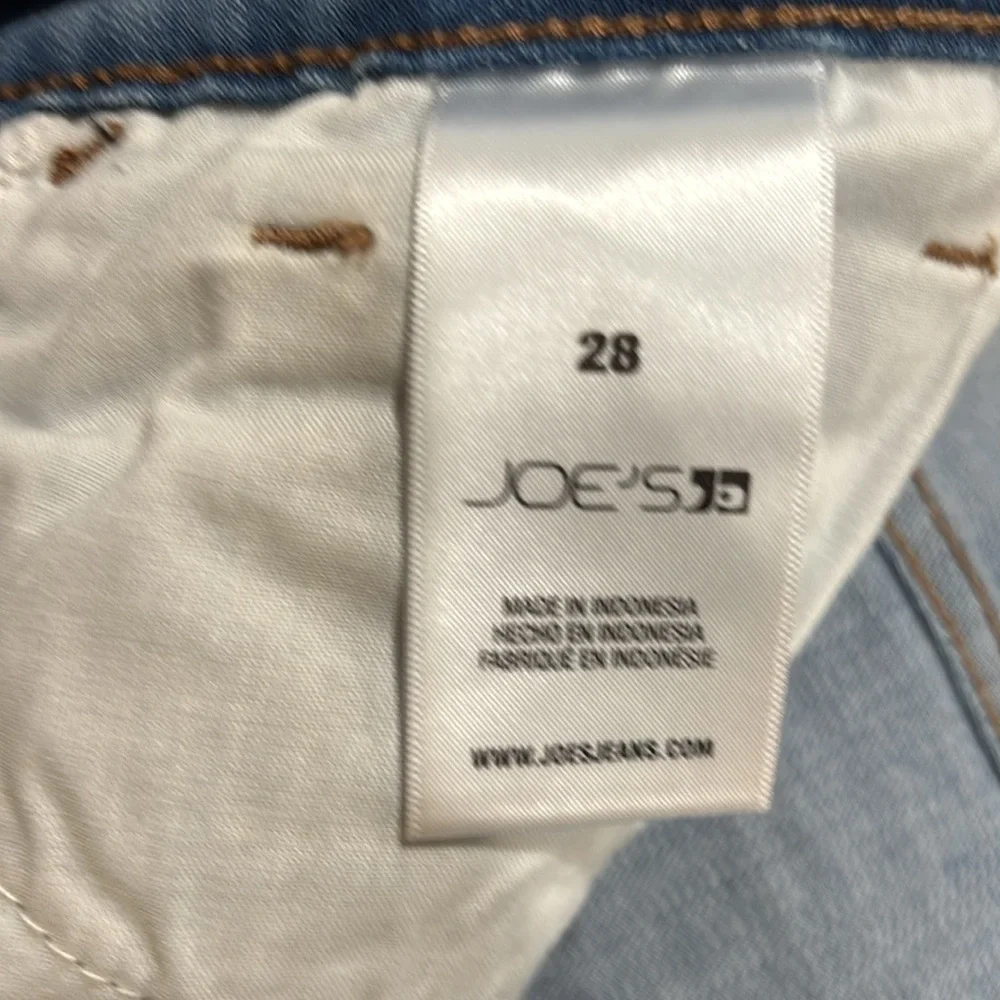 28
JOE'S
MADE IN INDONESIA
HECHO EN INDONESIA
FABRIQUÉ EN INDONÉSIE
WWW.JOESJEANS.COM